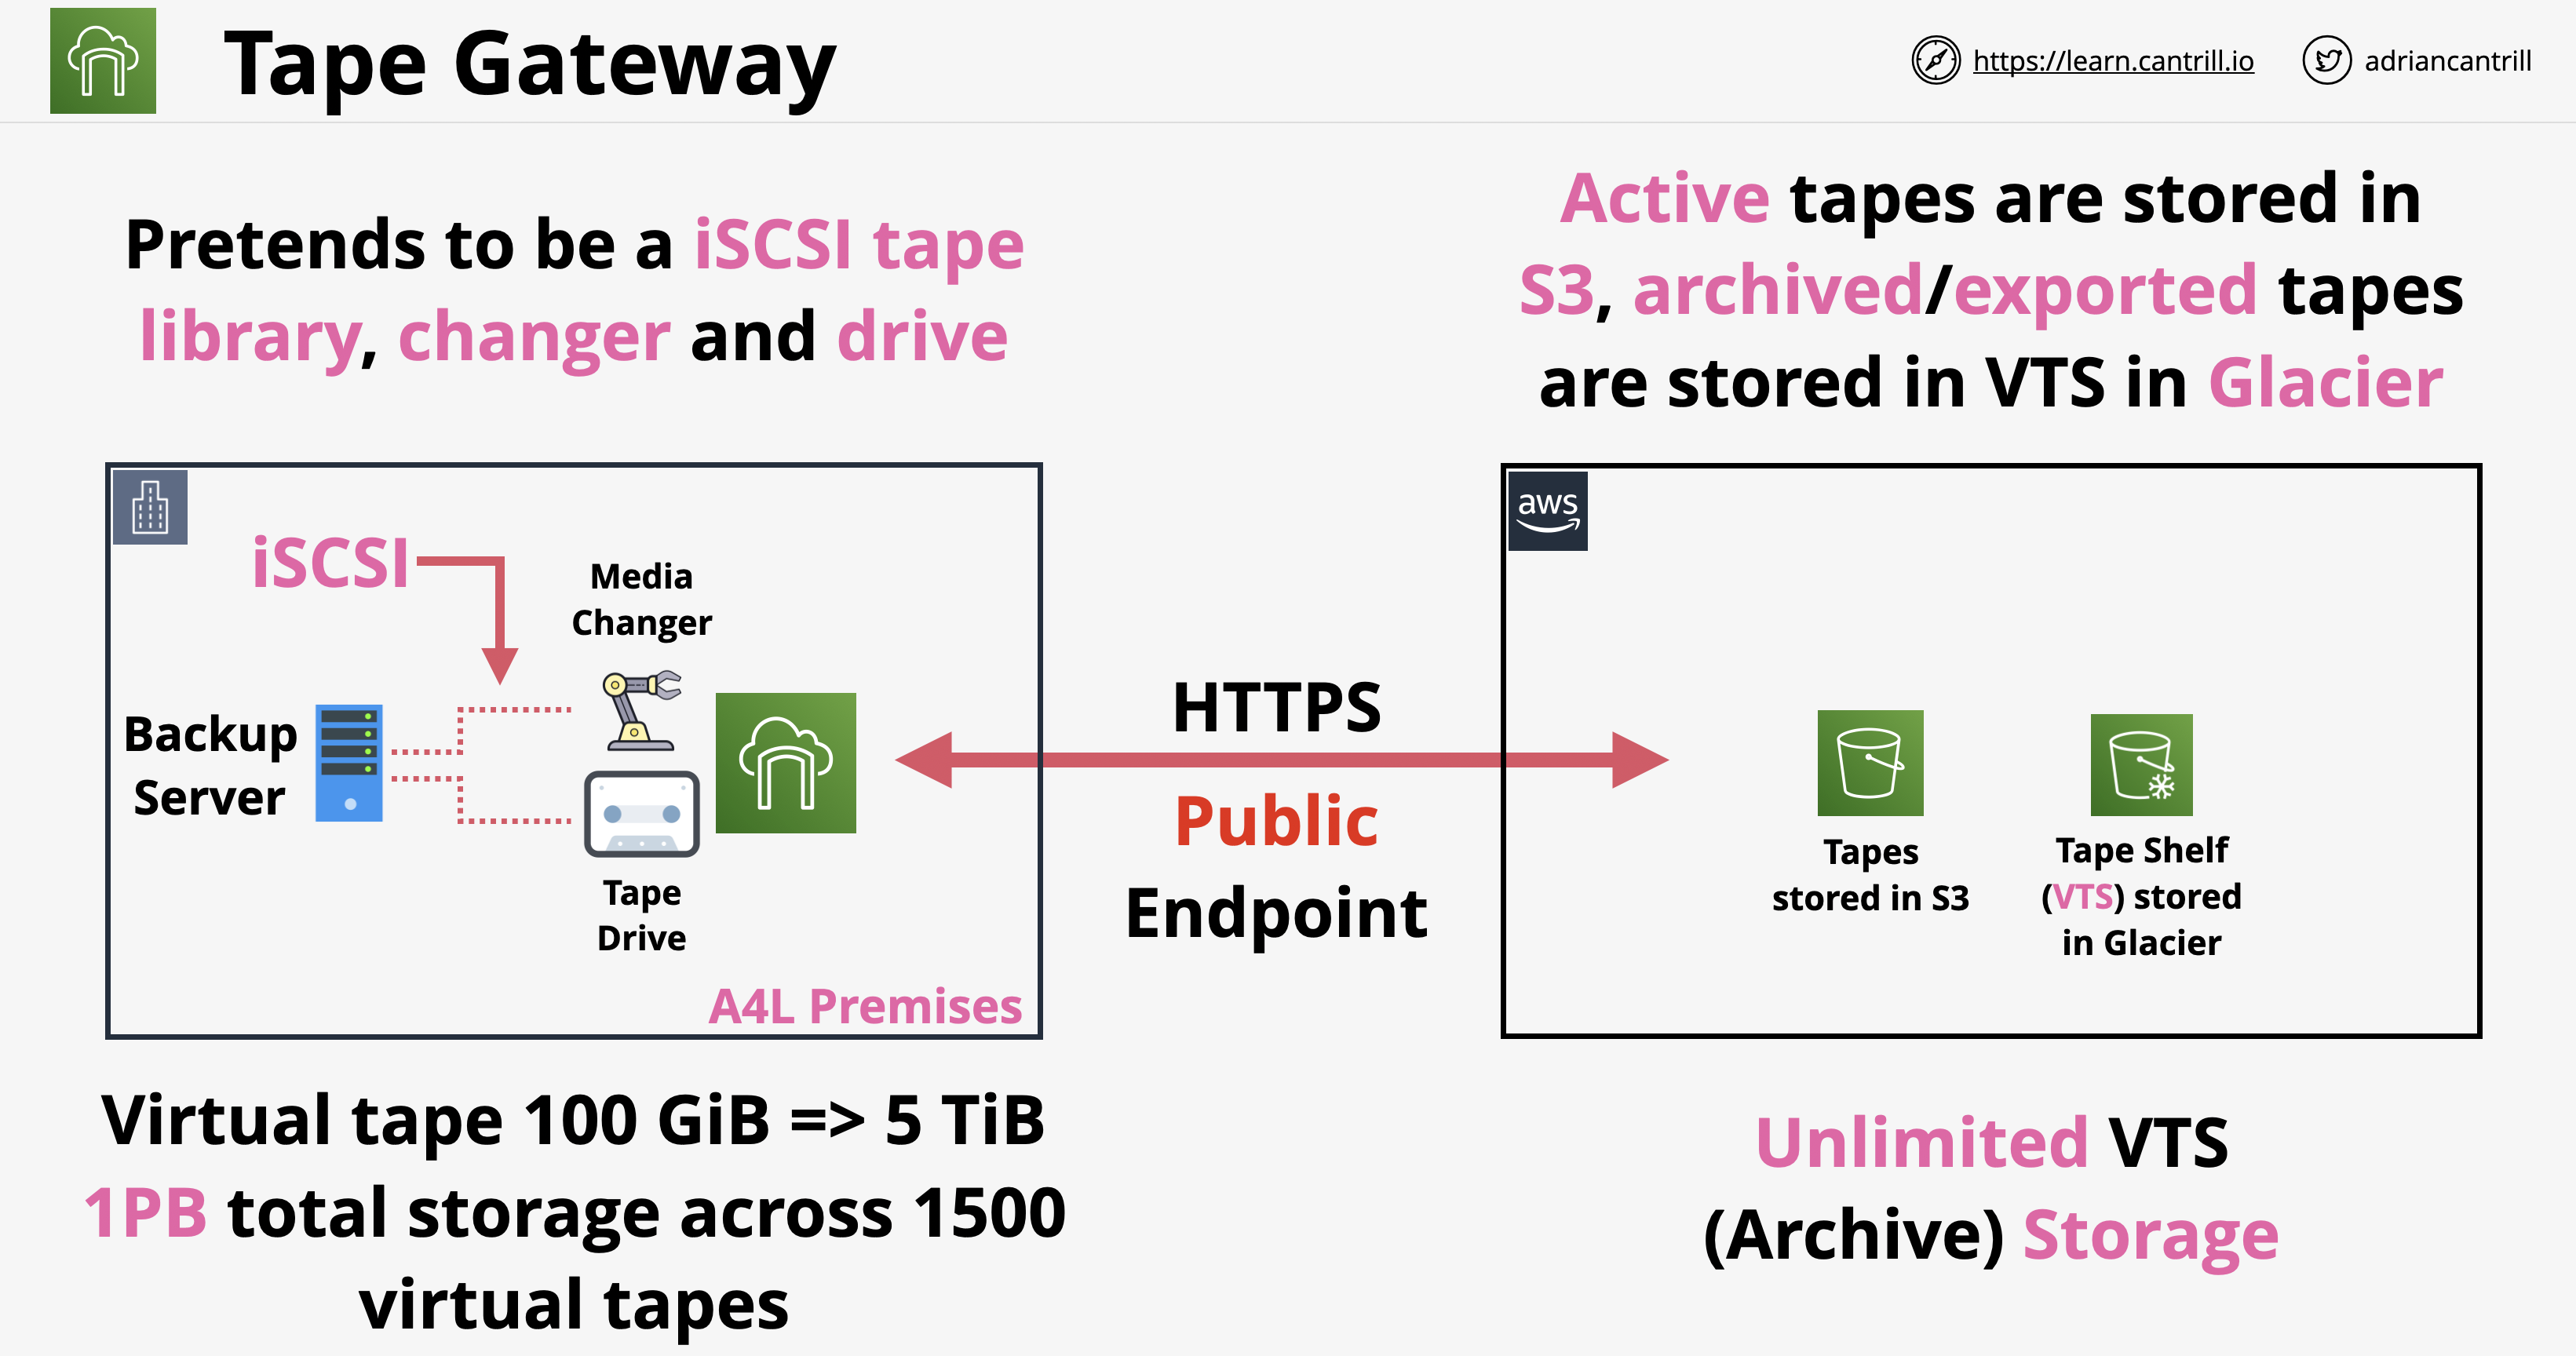 Tape Gateway
https://learn.cantrill.io
adriancantrill
Pretends to be a iSCSI tape
library, changer and drive
Active tapes are stored in
S3, archived/exported tapes
are stored in VTS in Glacier
iSCSI
Media
Changer
Backup
Server
Tape
Drive
A4L Premises
HTTPS
Public
Endpoint
aws
Tapes
stored in S3
Tape Shelf
(VTS) stored
in Glacier
Virtual tape 100 GiB => 5 TiB
1PB total storage across 1500
virtual tapes
Unlimited VTS
(Archive) Storage